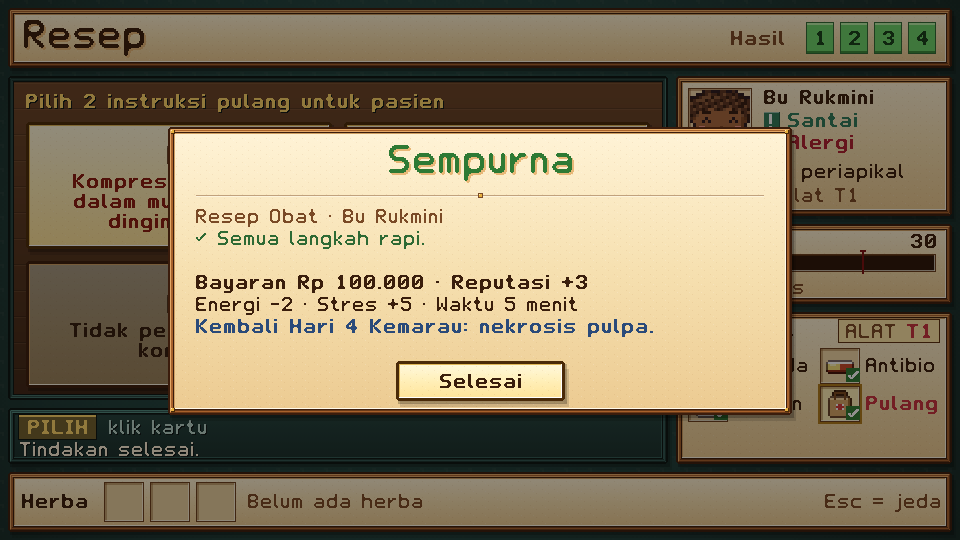 Resep
Hasil 1 2 3 4
Pilih 2 instruksi pulang untuk pasien
Bu Rukmini
Santai
Alergi
periapikal
lat T1
Kompres
dalam mu
dingin
Tidak pe
ko
Sempurna
Resep Obat · Bu Rukmini
✓ Semua langkah rapi.
Bayaran Rp 100.000 · Reputasi +3
Energi -2 · Stres +5 · Waktu 5 menit
Kembali Hari 4 Kemarau: nekrosis pulpa.
Selesai
30
s
ALAT T1
da
Antibio
n
Pulang
PILIH klik kartu
Tindakan selesai.
Herba
Belum ada herba
Esc = jeda